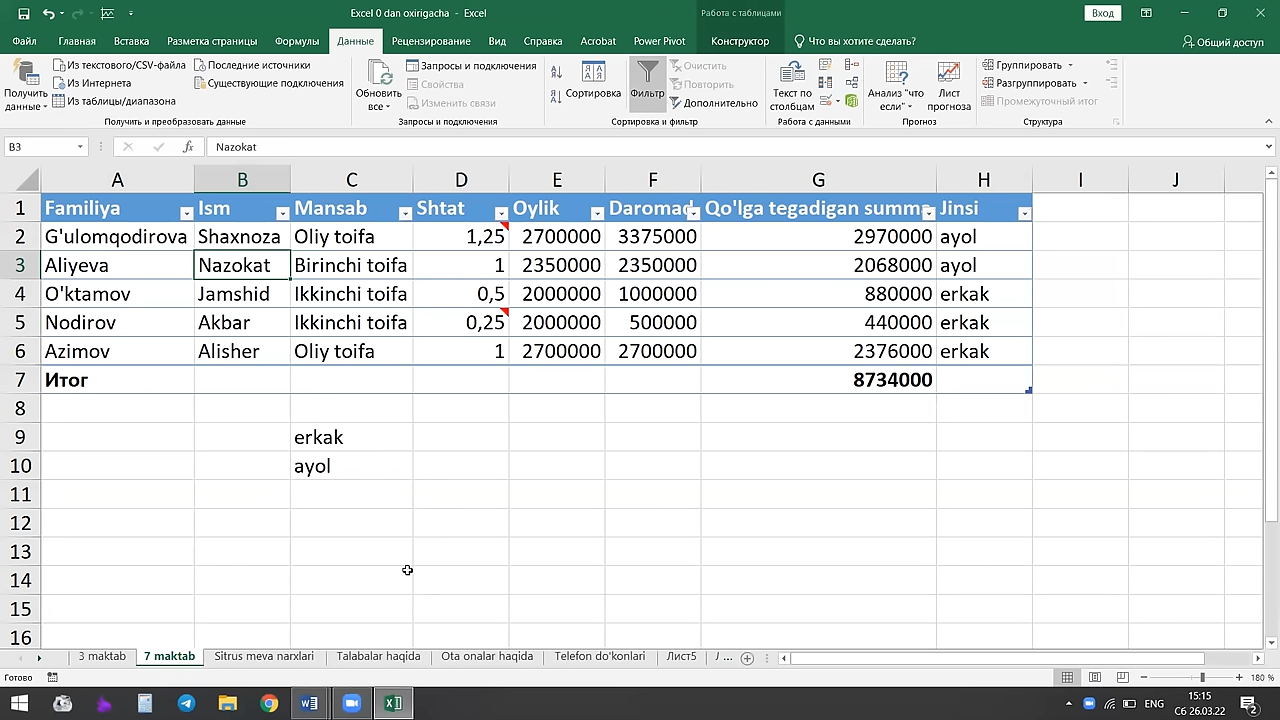 Excel 0 dan oxirigacha - Excel
Работа с таблицами
Вход
Файл Главная Вставка Разметка страницы Формулы Данные Рецензирование Вид Справка Acrobat Power Pivot Конструктор Что вы хотите сделать? Общий доступ
Получить данные
Из текстового/CSV-файла
Из Интернета
Из таблицы/диапазона
Последние источники
Существующие подключения
Получить и преобразовать данные
Обновить все
Запросы и подключения
Свойства
Изменить связи
Запросы и подключения
Сортировка
Фильтр
Очистить
Повторить
Дополнительно
Сортировка и фильтр
Текст по столбцам
Работа с данными
Анализ "что если"
Лист прогноза
Прогноз
Группировать
Разгруппировать
Промежуточный итог
Структура
B3 fx Nazokat
A B C D E F G H I J
1 Familiya Ism Mansab Shtat Oylik Daromad Qo'lga tegadigan summa Jinsi
2 G'ulomqodirova Shaxnoza Oliy toifa 1,25 2700000 3375000 2970000 ayol
3 Aliyeva Nazokat Birinchi toifa 1 2350000 2350000 2068000 ayol
4 O'ktamov Jamshid Ikkinchi toifa 0,5 2000000 1000000 880000 erkak
5 Nodirov Akbar Ikkinchi toifa 0,25 2000000 500000 440000 erkak
6 Azimov Alisher Oliy toifa 1 2700000 2700000 2376000 erkak
7 Итог 8734000
8
9 erkak
10 ayol
11
12
13
14
15
16
3 maktab 7 maktab Sitrus meva narxlari Talabalar haqida Ota onalar haqida Telefon do'konlari Лист5 ...
Готово 180 %
ENG 15:15
Сб 26.03.22
2